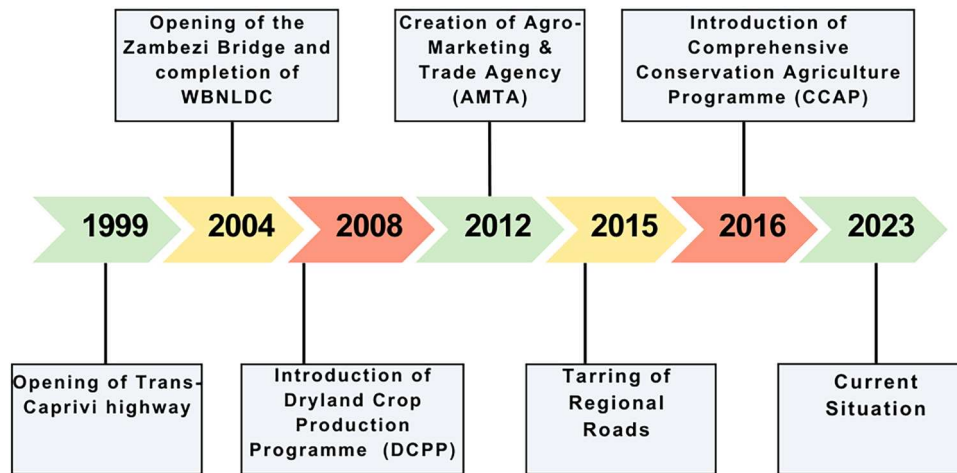 Opening of the
Zambezi Bridge and
completion of
WBNLDC
Creation of Agro-
Marketing &
Trade Agency
(AMTA)
Introduction of
Comprehensive
Conservation Agriculture
Programme (CCAP)
1999
2004
2008
2012
2015
2016
2023
Opening of Trans-
Caprivi highway
Introduction of
Dryland Crop
Production
Programme (DCPP)
Tarring of
Regional
Roads
Current
Situation